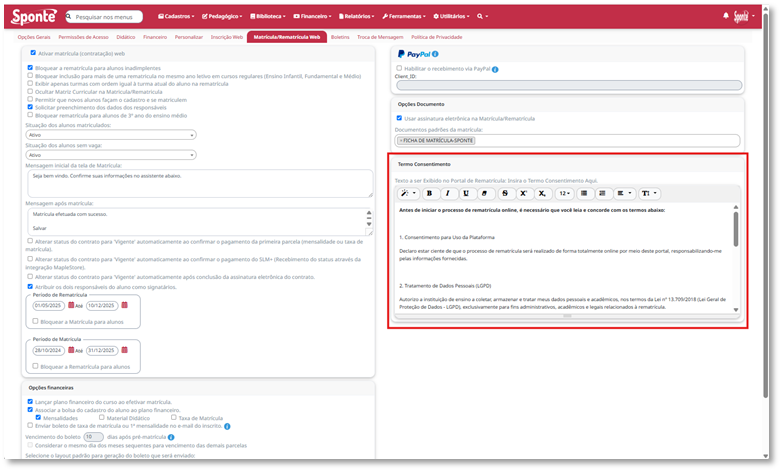 Sponte
Pesquisar nos menus
Cadastros
Pedagógico
Biblioteca
Financeiro
Relatórios
Ferramentas
Utilitários
Sponte
Opções Gerais
Permissões de Acesso
Didático
Financeiro
Personalizar
Inscrição Web
Matrícula/Rematrícula Web
Boletins
Troca de Mensagem
Política de Privacidade
Ativar matrícula (contratação) web
Bloquear a rematrícula para alunos inadimplentes
Bloquear inclusão para mais de uma rematrícula no mesmo ano letivo em cursos regulares (Ensino Infantil, Fundamental e Médio)
Exibir apenas turmas com ordem igual à turma atual do aluno na rematrícula
Ocultar Matriz Curricular na Matrícula/Rematrícula
Permitir que novos alunos façam o cadastro e se matriculem
Solicitar preenchimento dos dados dos responsáveis
Bloquear rematrícula para alunos de 3º ano do ensino médio
Situação dos alunos matriculados:
Ativo
Situação dos alunos sem vaga:
Ativo
Mensagem inicial da tela de Matrícula:
Seja bem vindo. Confirme suas informações no assistente abaixo.
Mensagem após matrícula:
Matrícula efetuada com sucesso.
Salvar
Alterar status do contrato para 'Vigente' automaticamente ao confirmar o pagamento da primeira parcela (mensalidade ou taxa de
matrícula).
Alterar status do contrato para 'Vigente' automaticamente ao confirmar o pagamento do SLM+ (Recebimento do status através da
integração MapleStore).
Alterar status do contrato para 'Vigente' automaticamente após conclusão da assinatura eletrônica do contrato.
Atribuir os dois responsáveis do aluno como signatários.
Período de Rematrícula
01/05/2025 Até 10/12/2025
Bloquear a Matrícula para alunos
Período de Matrícula
28/10/2024 Até 31/12/2025
Bloquear a Rematrícula para alunos
Opções financeiras
Lançar plano financeiro do curso ao efetivar matrícula.
Associar a bolsa do cadastro do aluno ao plano financeiro.
Mensalidades Material Didático Taxa de Matrícula
Enviar boleto de taxa de matrícula ou 1ª mensalidade no e-mail do inscrito.
Vencimento do boleto 10 dias após pré matrícula
Considerar o mesmo dia dos meses sequentes para vencimento das demais parcelas
Selecione o layout padrão para geração do boleto que será enviado:
PayPal
Habilitar o recebimento via PayPal
Client_ID:
Opções Documento
Usar assinatura eletrônica na Matrícula/Rematrícula
Documentos padrões da matrícula:
FICHA DE MATRÍCULA-SPONTE
Termo Consentimento
Texto a ser Exibido no Portal de Rematrícula: Insira o Termo Consentimento Aqui.
B I U S X² X₂ 12
Antes de iniciar o processo de rematrícula online, é necessário que você leia e concorde com os termos abaixo:
1. Consentimento para Uso da Plataforma
Declaro estar ciente de que o processo de rematrícula será realizado de forma totalmente online por meio deste portal, responsabilizando-me
pelas informações fornecidas.
2. Tratamento de Dados Pessoais (LGPD)
Autorizo a instituição de ensino a coletar, armazenar e tratar meus dados pessoais e acadêmicos, nos termos da Lei nº 13.709/2018 (Lei Geral de
Proteção de Dados - LGPD), exclusivamente para fins administrativos, acadêmicos e legais relacionados à rematrícula.